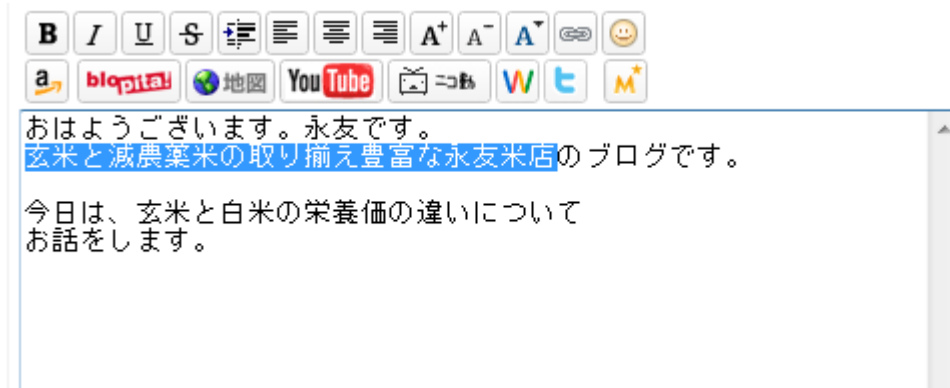 B I U S A+ A- A
a blogpital 地図 YouTube ニコ動 W t M
おはようございます。永友です。
玄米と減農薬米の取り揃え豊富な永友米店のブログです。
今日は、玄米と白米の栄養価の違いについて
お話をします。